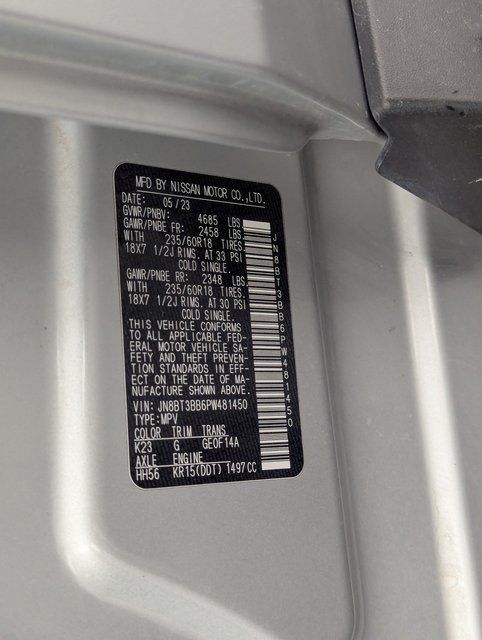 MFD BY NISSAN MOTOR CO.,LTD.
DATE: 05/23
GVWR/PNBV: 4685 LBS
GAWR/PNBE FR: 2458 LBS
WITH 235/60R18 TIRES.
18X7 1/2J RIMS. AT 33 PSI
COLD SINGLE.
GAWR/PNBE RR: 2348 LBS
WITH 235/60R18 TIRES.
18X7 1/2J RIMS. AT 30 PSI
COLD SINGLE.
THIS VEHICLE CONFORMS
TO ALL APPLICABLE FED-
ERAL MOTOR VEHICLE SA-
FETY AND THEFT PREVEN-
TION STANDARDS IN EFF-
ECT ON THE DATE OF MA-
NUFACTURE SHOWN ABOVE.
VIN: JN8BT3BB6PW481450
TYPE: MPV
COLOR TRIM TRANS
K23 G GE0F14A
AXLE ENGINE
HH56 KR15(DDT) 1497CC
JN8BT3BB6PW481450